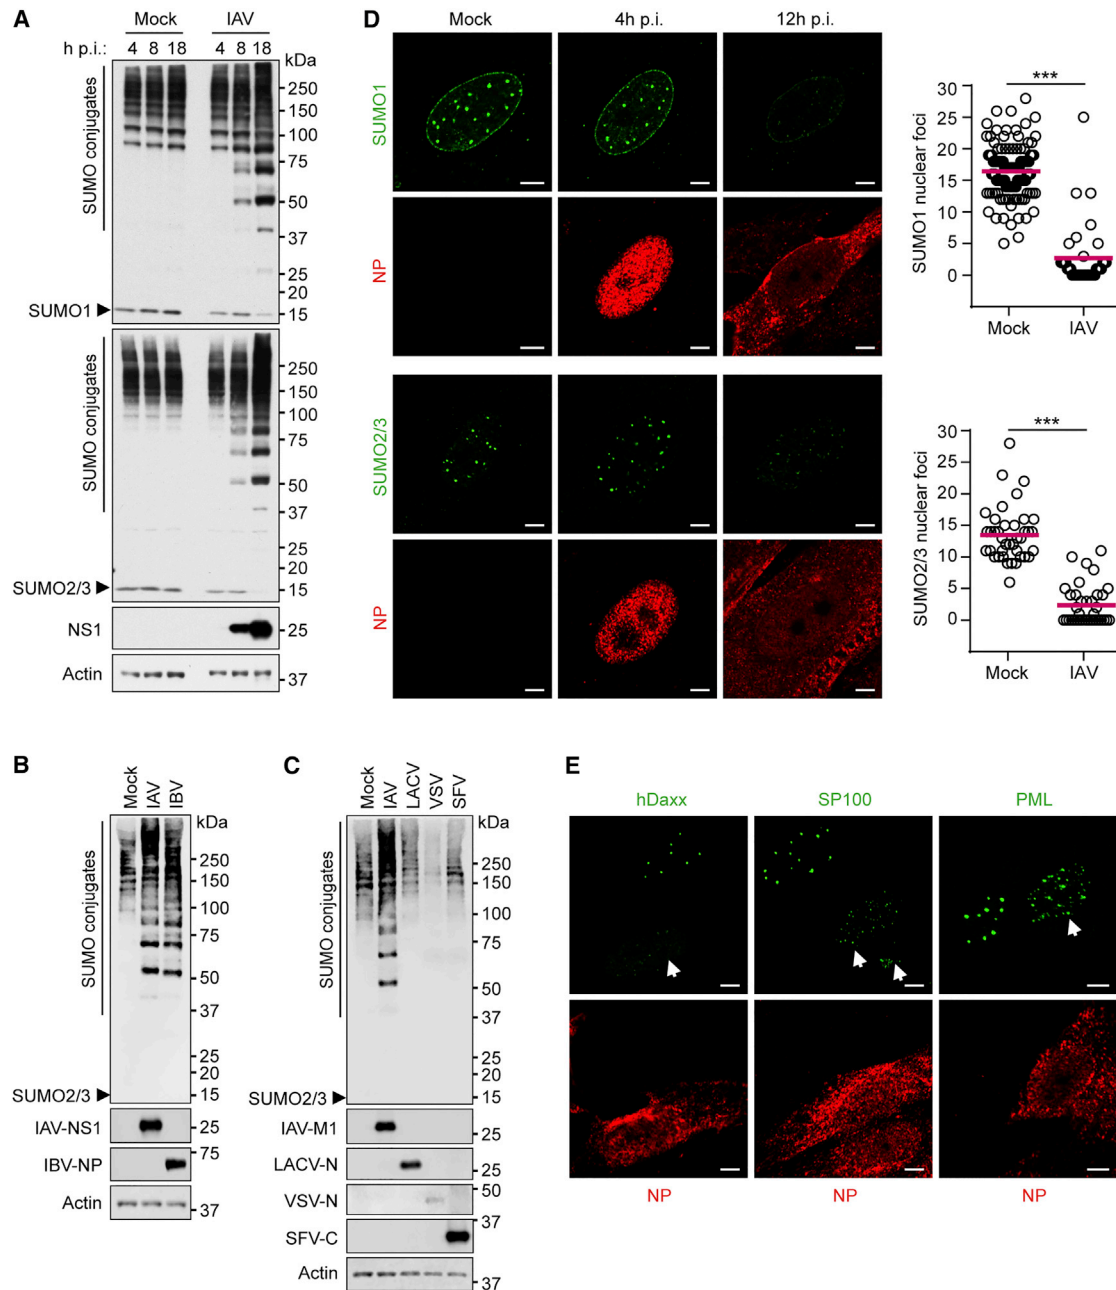 A
Mock IAV
h p.i.: 4 8 18 4 8 18 kDa
SUMO conjugates
250
150
100
75
50
37
25
20
SUMO1 15
SUMO conjugates
250
150
100
75
50
37
25
20
SUMO2/3 15
NS1 25
Actin 37
D
Mock 4h p.i. 12h p.i.
SUMO1
NP
SUMO2/3
NP
***
SUMO1 nuclear foci
30
25
20
15
10
5
0
Mock IAV
***
SUMO2/3 nuclear foci
30
25
20
15
10
5
0
Mock IAV
B
Mock IAV IBV
kDa
SUMO conjugates
250
150
100
75
50
37
25
20
SUMO2/3 15
IAV-NS1 25
IBV-NP 75
Actin 37
C
Mock IAV LACV VSV SFV
kDa
SUMO conjugates
250
150
100
75
50
37
25
20
SUMO2/3 15
IAV-M1 25
LACV-N 25
VSV-N 50
SFV-C 37
Actin 37
E
hDaxx SP100 PML
NP NP NP